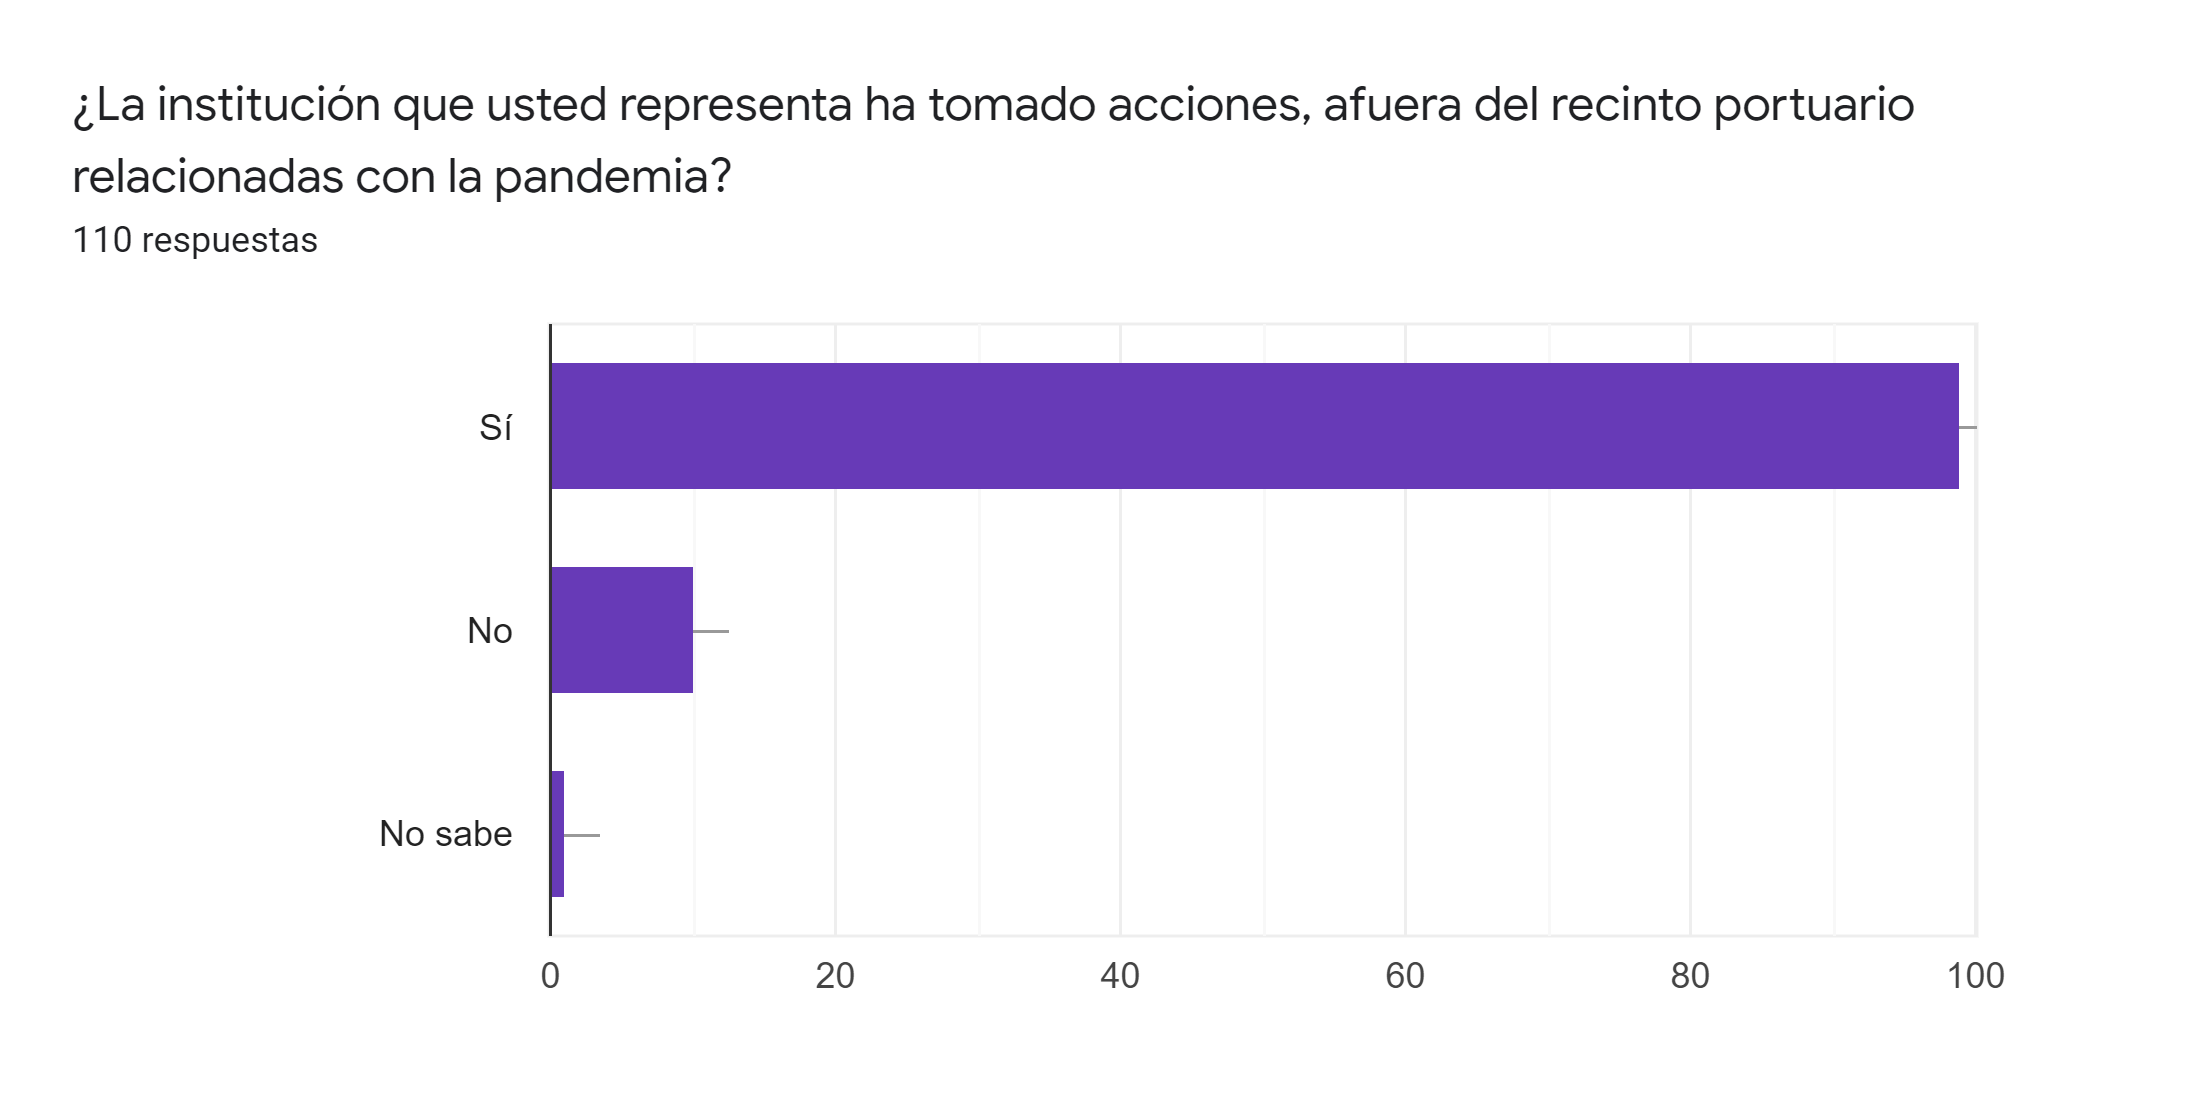 ¿La institución que usted representa ha tomado acciones, afuera del recinto portuario
relacionadas con la pandemia?
110 respuestas
Sí
No
No sabe
0 20 40 60 80 100